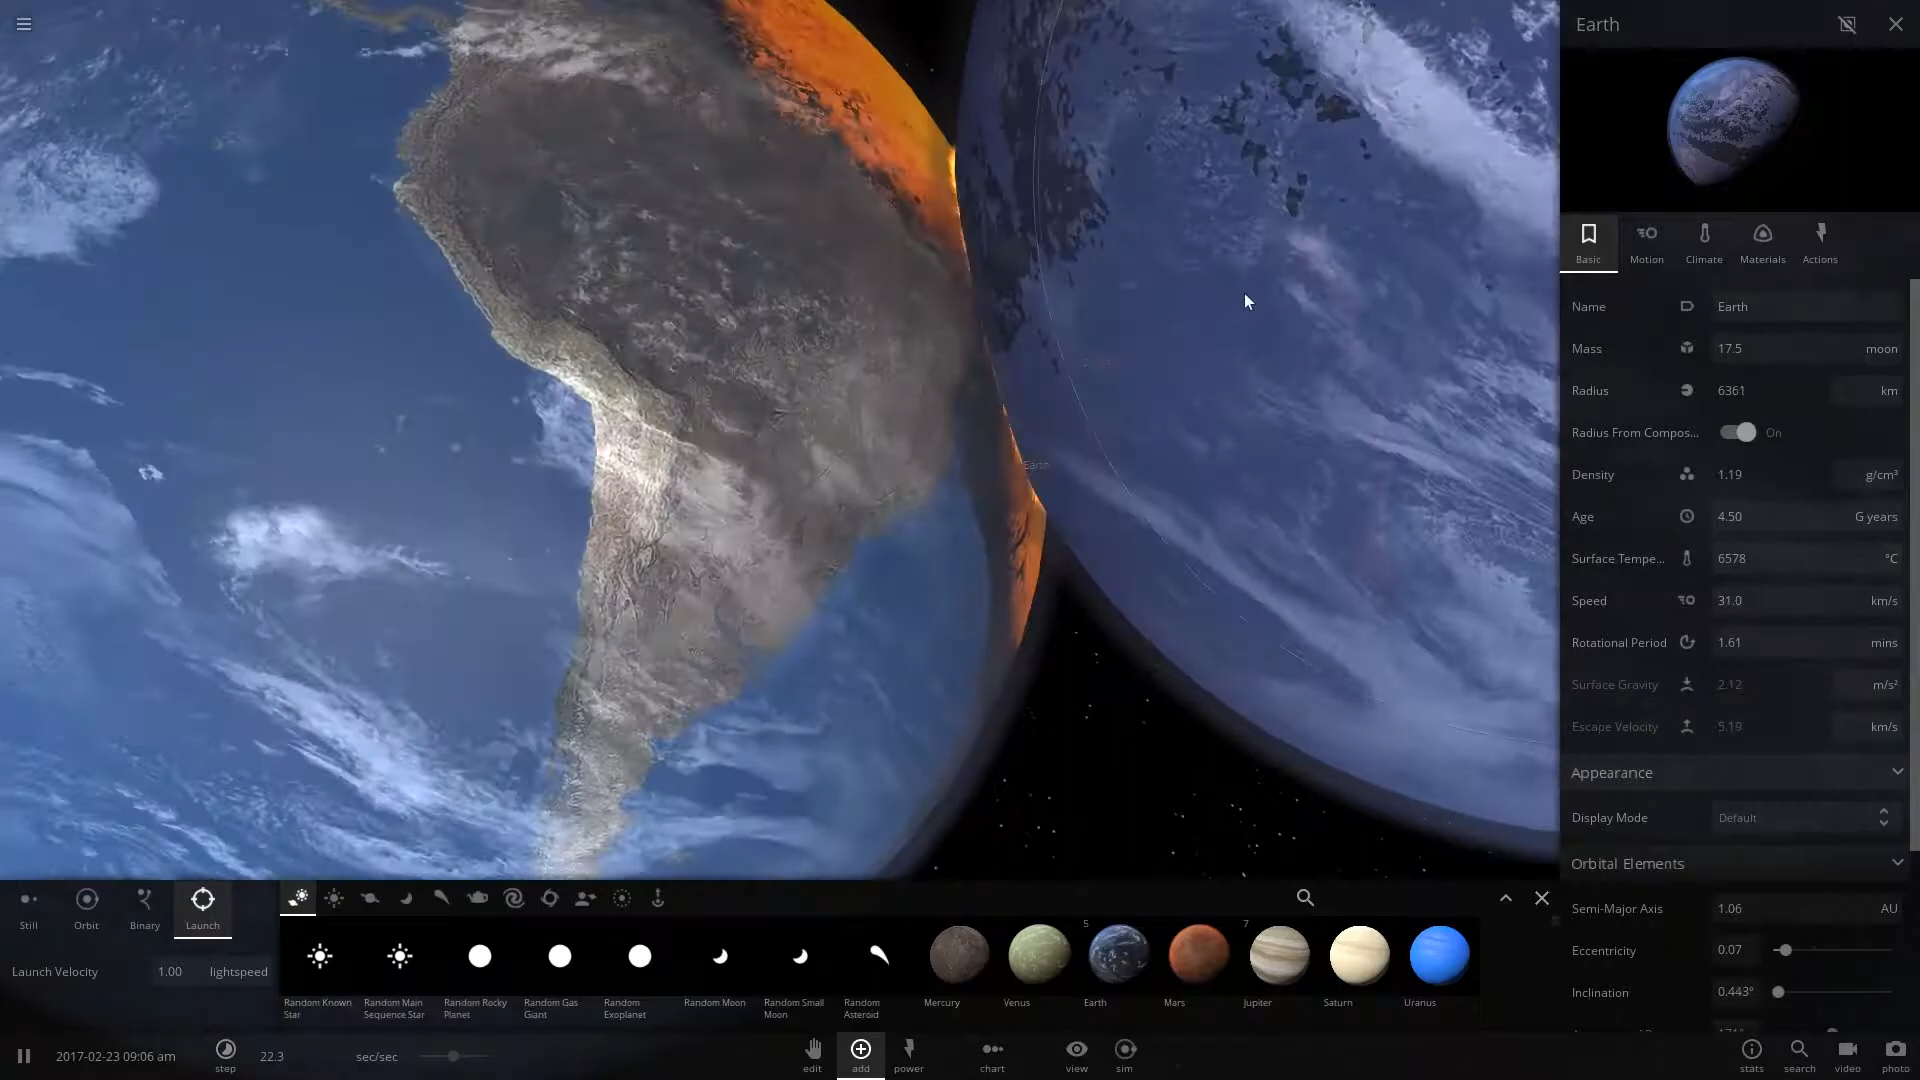 Earth
Basic
Motion
Climate
Materials
Actions
Name Earth
Mass 17.5 moon
Radius 6361 km
Radius From Compos... On
Density 1.19 g/cm³
Age 4.50 G years
Surface Tempe... 6578 °C
Speed 31.0 km/s
Rotational Period 1.61 mins
Surface Gravity 2.12 m/s²
Escape Velocity 5.19 km/s
Appearance
Display Mode Default
Orbital Elements
Semi-Major Axis 1.06 AU
Eccentricity 0.07
Inclination 0.443°
Earth
Still
Orbit
Binary
Launch
Launch Velocity 1.00 lightspeed
5
7
Random Known
Star
Random Main
Sequence Star
Random Rocky
Planet
Random Gas
Giant
Random
Exoplanet
Random Moon
Random Small
Moon
Random
Asteroid
Mercury
Venus
Earth
Mars
Jupiter
Saturn
Uranus
2017-02-23 09:06 am
step
22.3 sec/sec
edit
add
power
chart
view
sim
stats
search
video
photo